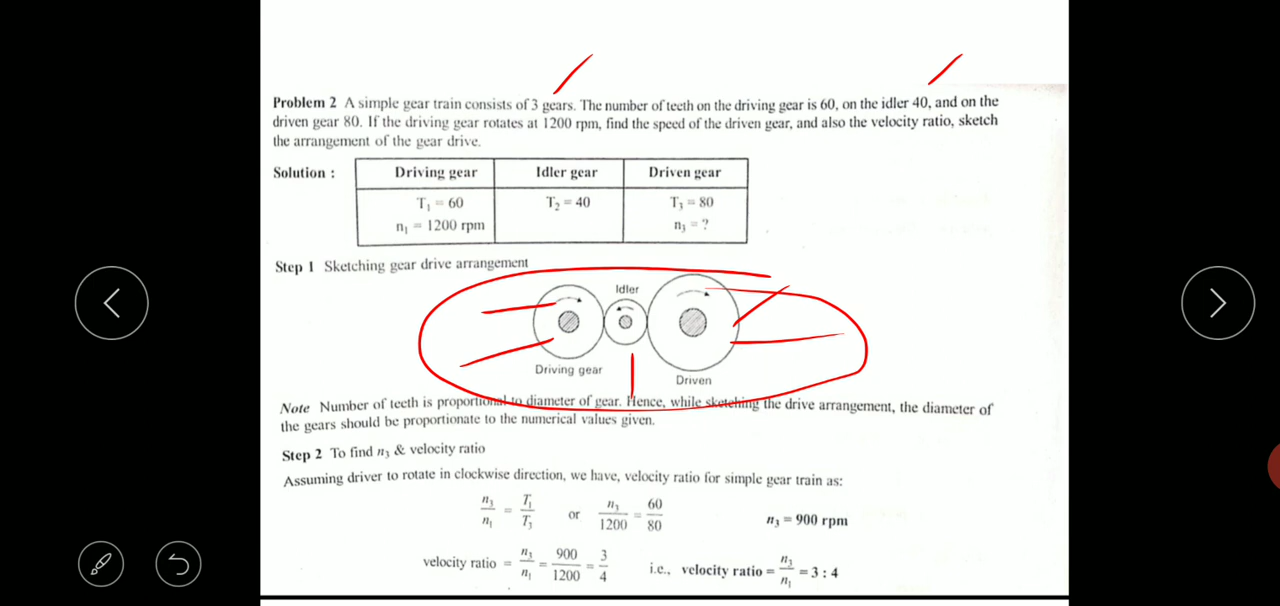 Problem 2 A simple gear train consists of 3 gears. The number of teeth on the driving gear is 60, on the idler 40, and on the
driven gear 80. If the driving gear rotates at 1200 rpm, find the speed of the driven gear, and also the velocity ratio, sketch
the arrangement of the gear drive.
Solution :
Driving gear Idler gear Driven gear
T₁ = 60 T₂ = 40 T₃ = 80
n₁ = 1200 rpm n₃ = ?
Step 1 Sketching gear drive arrangement
Idler
Driving gear
Driven
Note Number of teeth is proportional to diameter of gear. Hence, while sketching the drive arrangement, the diameter of
the gears should be proportionate to the numerical values given.
Step 2 To find n₃ & velocity ratio
Assuming driver to rotate in clockwise direction, we have, velocity ratio for simple gear train as:
n₃/n₁ = T₁/T₃ or n₃/1200 = 60/80 n₃ = 900 rpm
velocity ratio = n₃/n₁ = 900/1200 = 3/4 i.e., velocity ratio = n₃/n₁ = 3 : 4